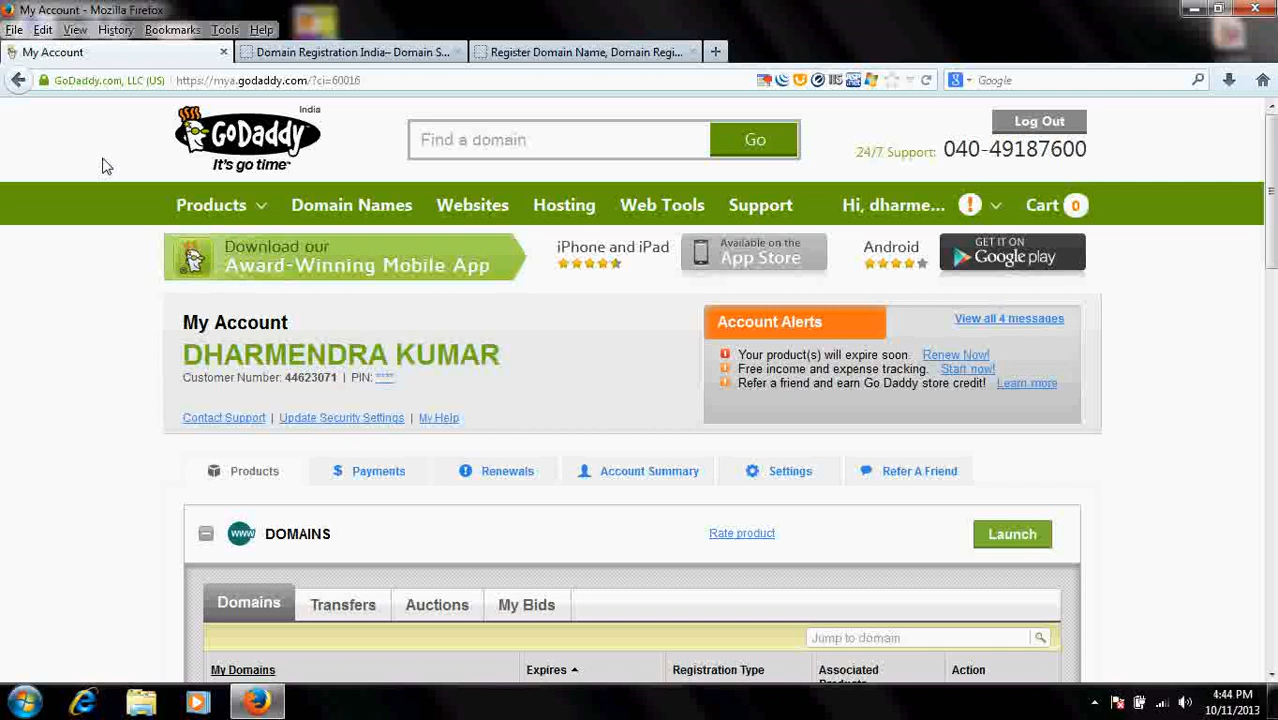 My Account - Mozilla Firefox
File Edit View History Bookmarks Tools Help
My Account
Domain Registration India– Domain S...
Register Domain Name, Domain Regi...
GoDaddy.com, LLC (US) https://mya.godaddy.com/?ci=60016
Google
India
GoDaddy
It's go time™
Find a domain
Go
Log Out
24/7 Support: 040-49187600
Products Domain Names Websites Hosting Web Tools Support Hi, dharme... Cart 0
Download our
Award-Winning Mobile App
iPhone and iPad
Available on the
App Store
Android
GET IT ON
Google play
My Account
DHARMENDRA KUMAR
Customer Number: 44623071 | PIN: ****
Contact Support | Update Security Settings | My Help
Account Alerts
View all 4 messages
Your product(s) will expire soon. Renew Now!
Free income and expense tracking. Start now!
Refer a friend and earn Go Daddy store credit! Learn more
Products Payments Renewals Account Summary Settings Refer A Friend
WWW DOMAINS
Rate product
Launch
Domains Transfers Auctions My Bids
Jump to domain
My Domains Expires Registration Type Associated Products Action
4:44 PM
10/11/2013